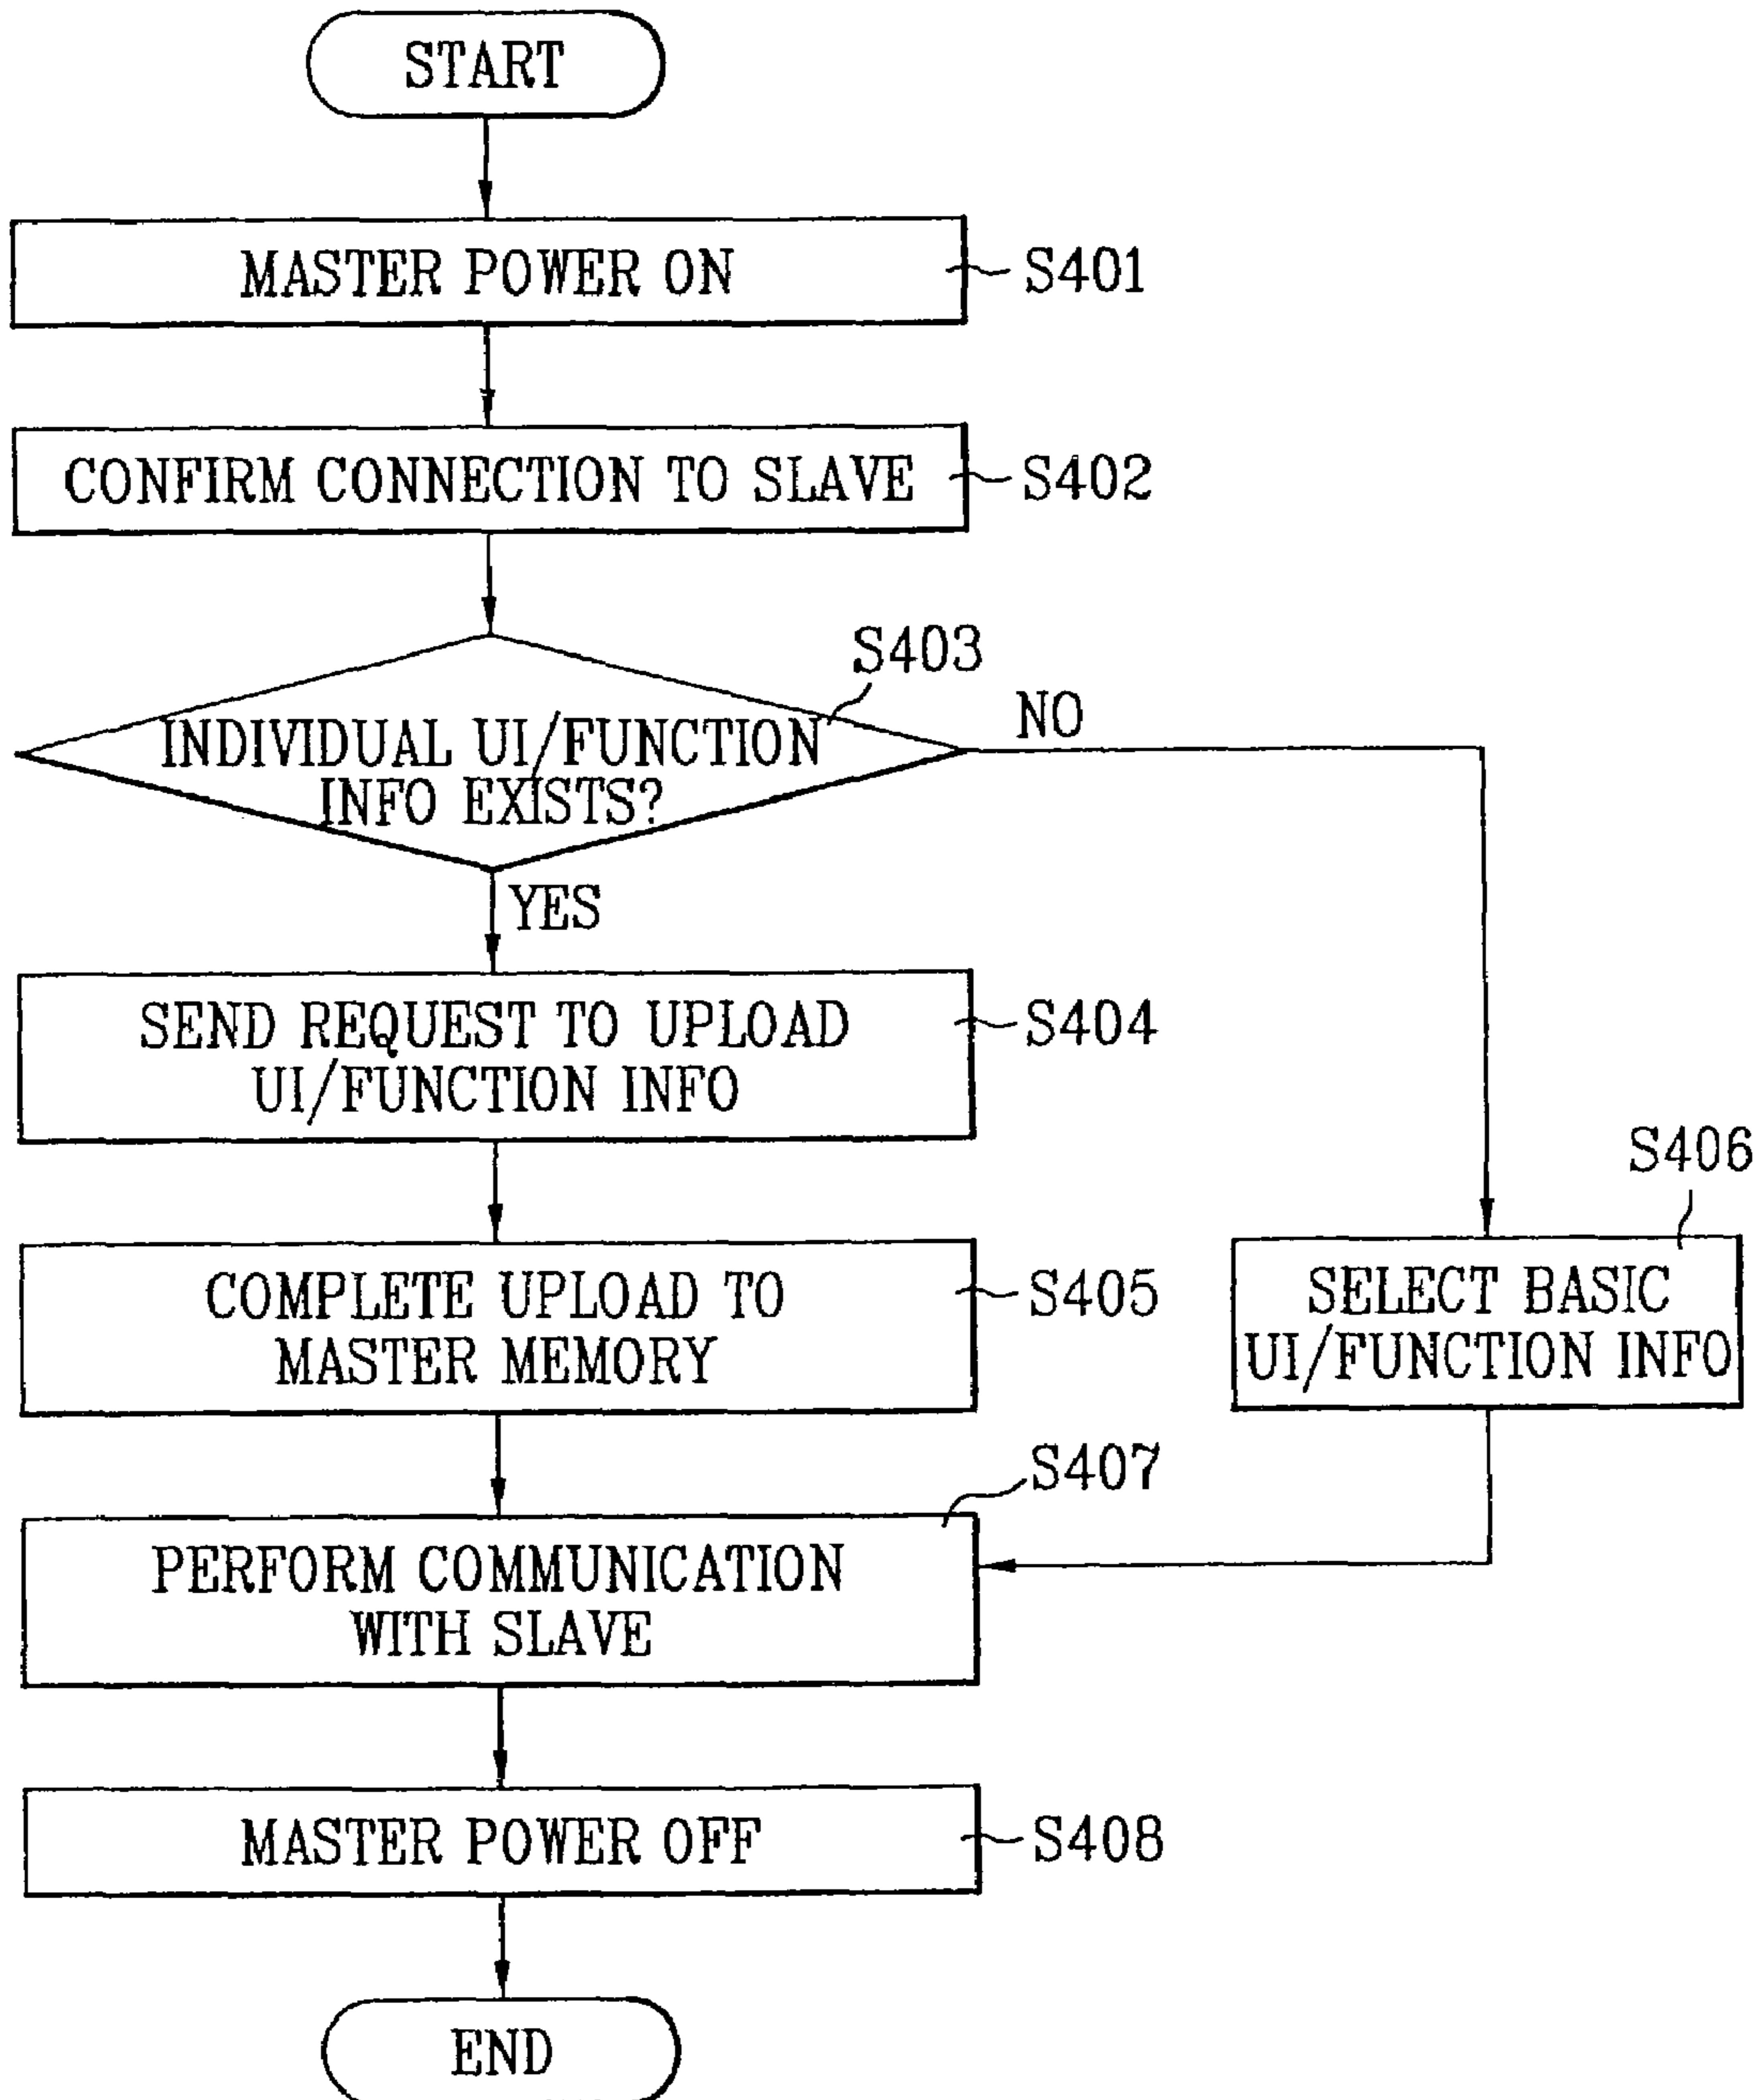 START
MASTER POWER ON
S401
CONFIRM CONNECTION TO SLAVE
S402
S403
INDIVIDUAL UI/FUNCTION
INFO EXISTS?
NO
YES
SEND REQUEST TO UPLOAD
UI/FUNCTION INFO
S404
COMPLETE UPLOAD TO
MASTER MEMORY
S405
S406
SELECT BASIC
UI/FUNCTION INFO
S407
PERFORM COMMUNICATION
WITH SLAVE
MASTER POWER OFF
S408
END